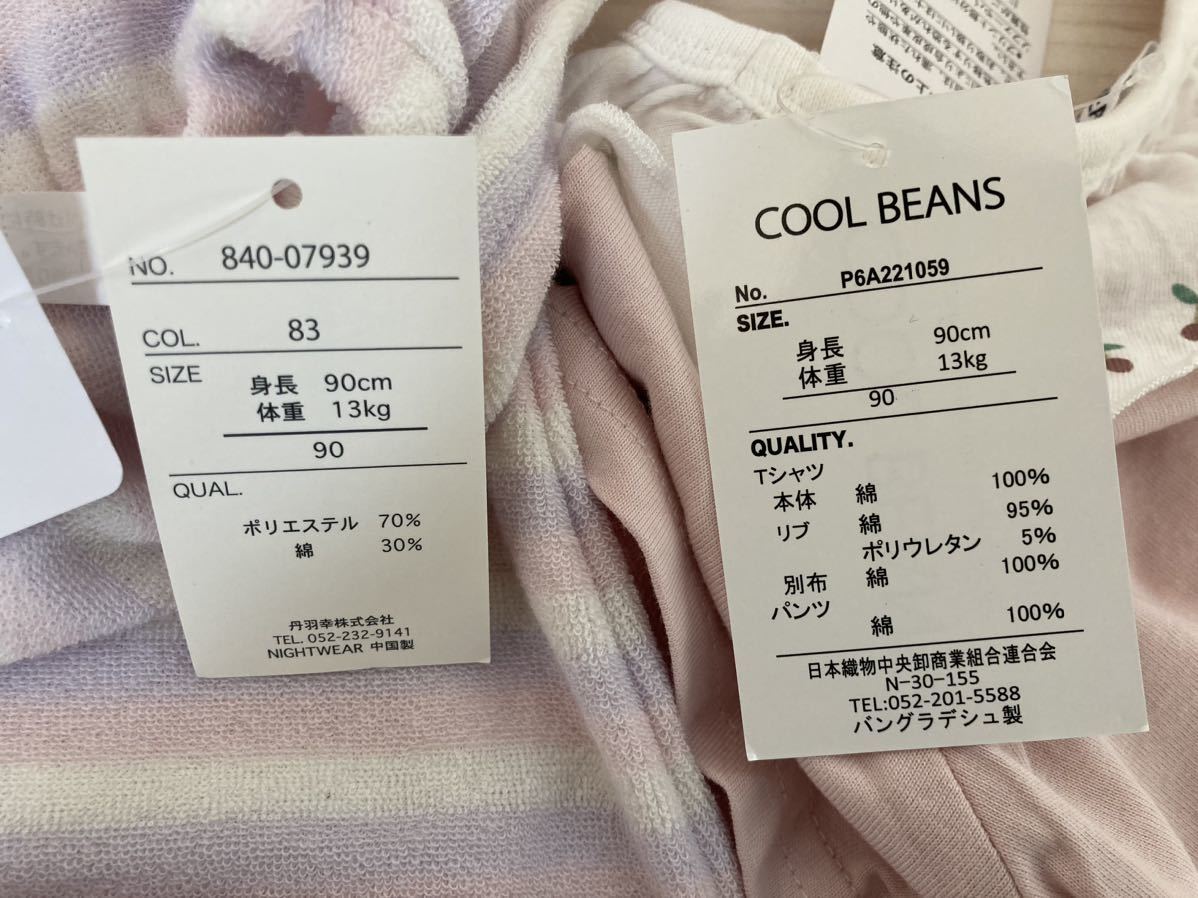 NO. 840-07939
COL. 83
SIZE 身長 90cm
体重 13kg
90
QUAL.
ポリエステル 70%
綿 30%
丹羽幸株式会社
TEL. 052-232-9141
NIGHTWEAR 中国製
COOL BEANS
No. P6A221059
SIZE.
身長 90cm
体重 13kg
90
QUALITY.
Tシャツ
本体 綿 100%
リブ 綿 95%
ポリウレタン 5%
別布 綿 100%
パンツ
綿 100%
日本織物中央卸商業組合連合会
N-30-155
TEL:052-201-5588
バングラデシュ製
上の注意